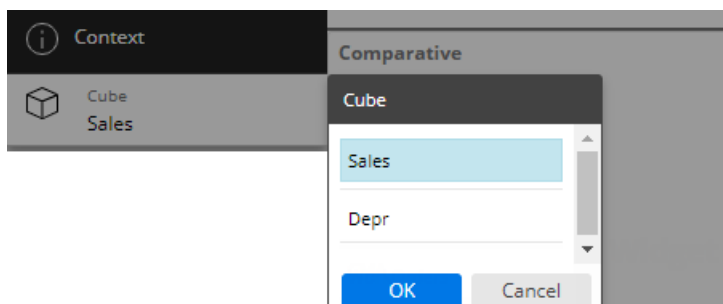 Context
Cube
Sales
Comparative
Cube
Sales
Depr
OK
Cancel